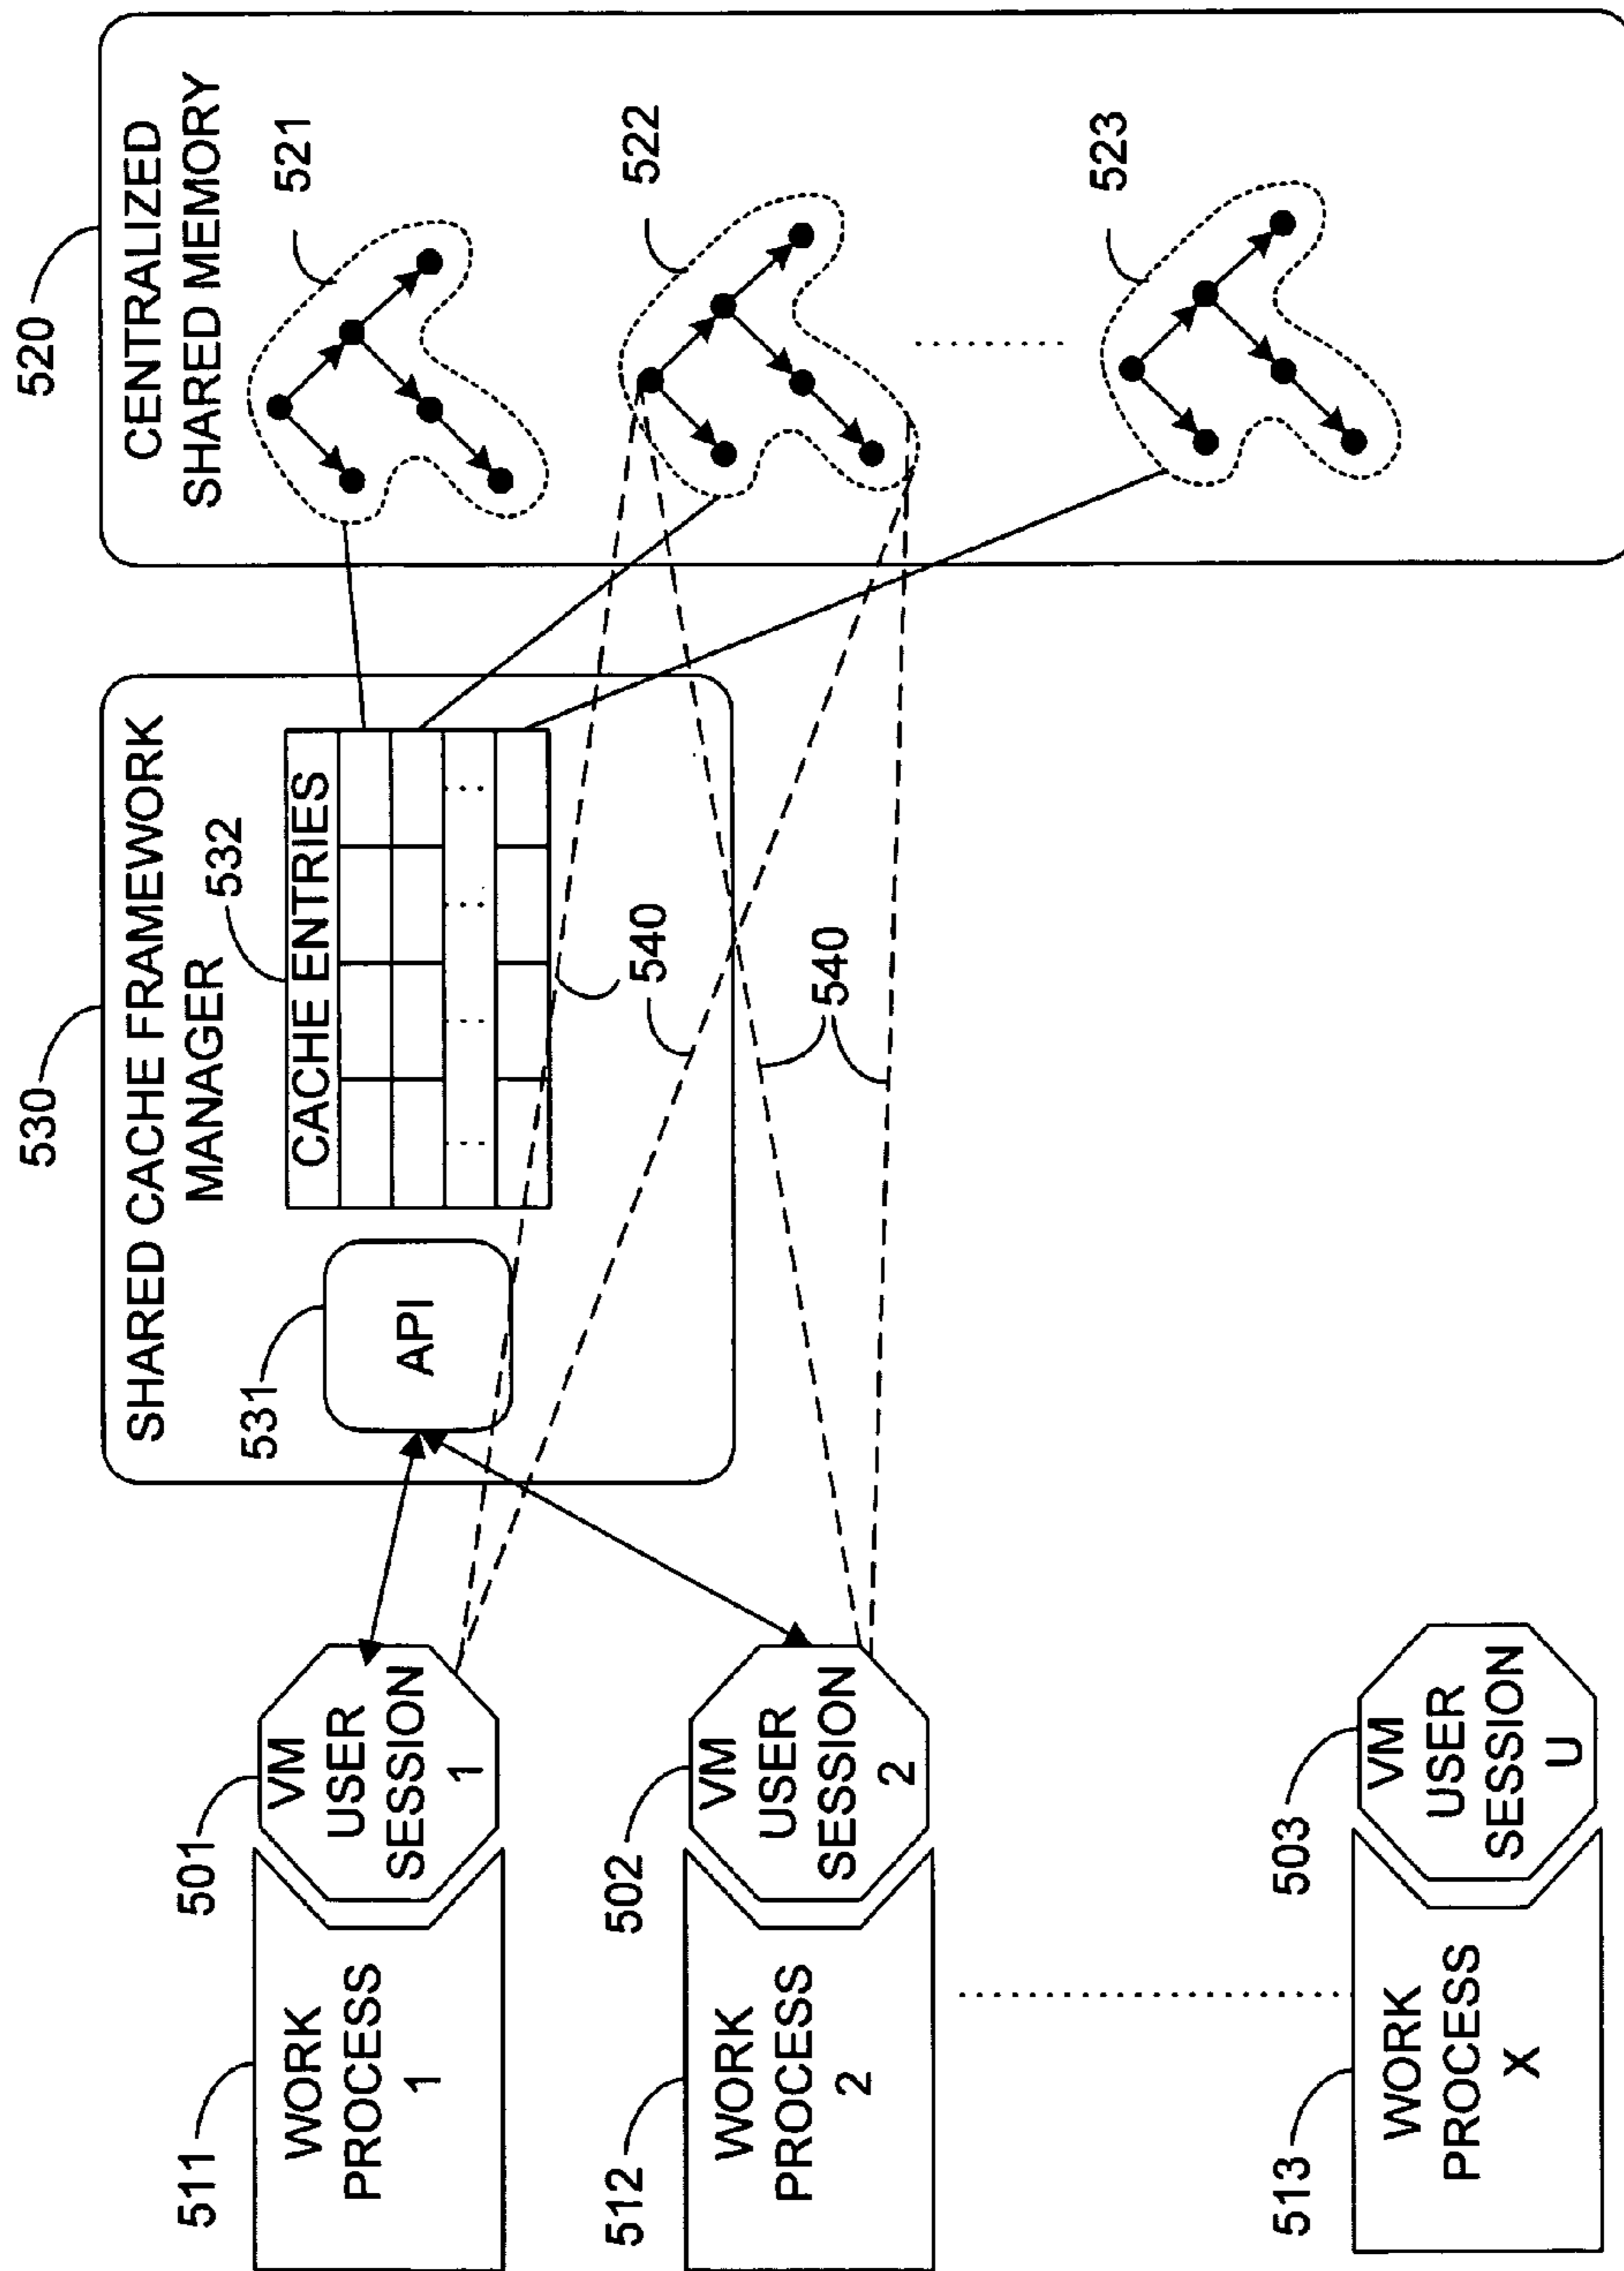 520
CENTRALIZED
SHARED MEMORY
521
522
523
530
SHARED CACHE FRAMEWORK
MANAGER
532
CACHE ENTRIES
531
API
540
540
501
VM
USER
SESSION
1
511
WORK
PROCESS
1
502
VM
USER
SESSION
2
512
WORK
PROCESS
2
503
VM
USER
SESSION
U
513
WORK
PROCESS
X